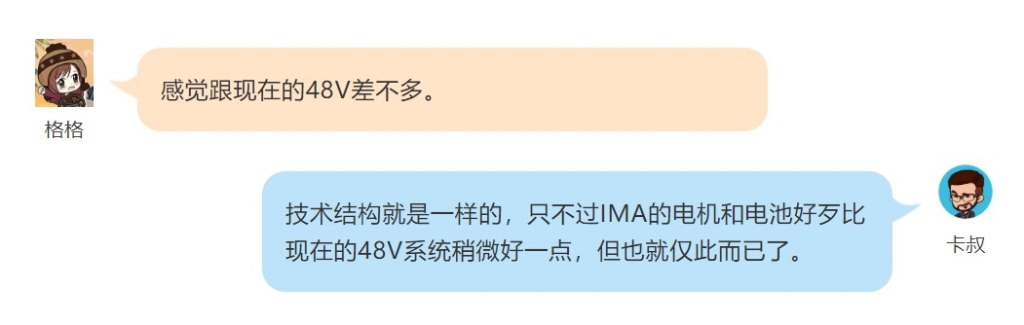 感觉跟现在的48V差不多。
格格
技术结构就是一样的，只不过IMA的电机和电池好歹比
现在的48V系统稍微好一点，但也就仅此而已了。
卡叔